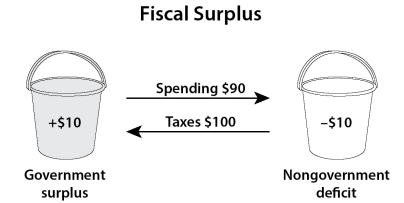 Fiscal Surplus
Spending $90
Taxes $100
+$10
–$10
Government
surplus
Nongovernment
deficit